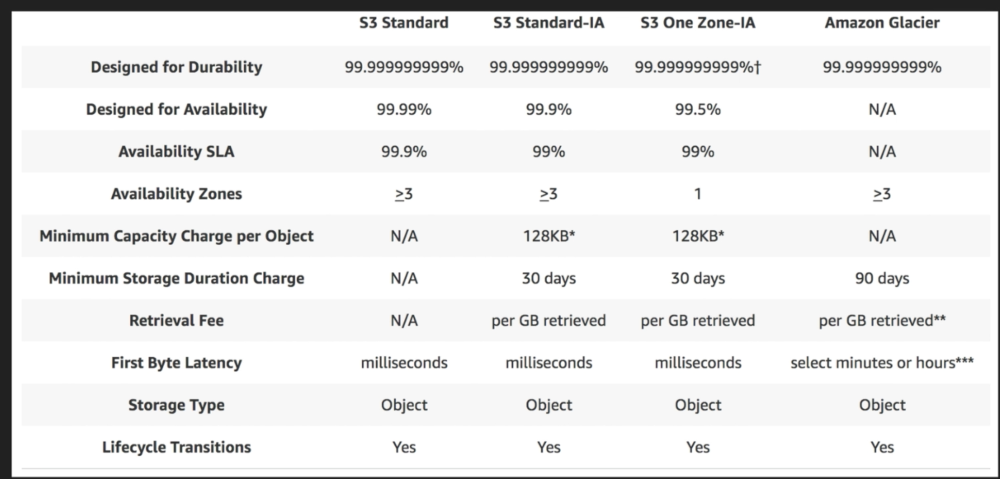 S3 Standard S3 Standard-IA S3 One Zone-IA Amazon Glacier
Designed for Durability 99.999999999% 99.999999999% 99.999999999%† 99.999999999%
Designed for Availability 99.99% 99.9% 99.5% N/A
Availability SLA 99.9% 99% 99% N/A
Availability Zones ≥3 ≥3 1 ≥3
Minimum Capacity Charge per Object N/A 128KB* 128KB* N/A
Minimum Storage Duration Charge N/A 30 days 30 days 90 days
Retrieval Fee N/A per GB retrieved per GB retrieved per GB retrieved**
First Byte Latency milliseconds milliseconds milliseconds select minutes or hours***
Storage Type Object Object Object Object
Lifecycle Transitions Yes Yes Yes Yes